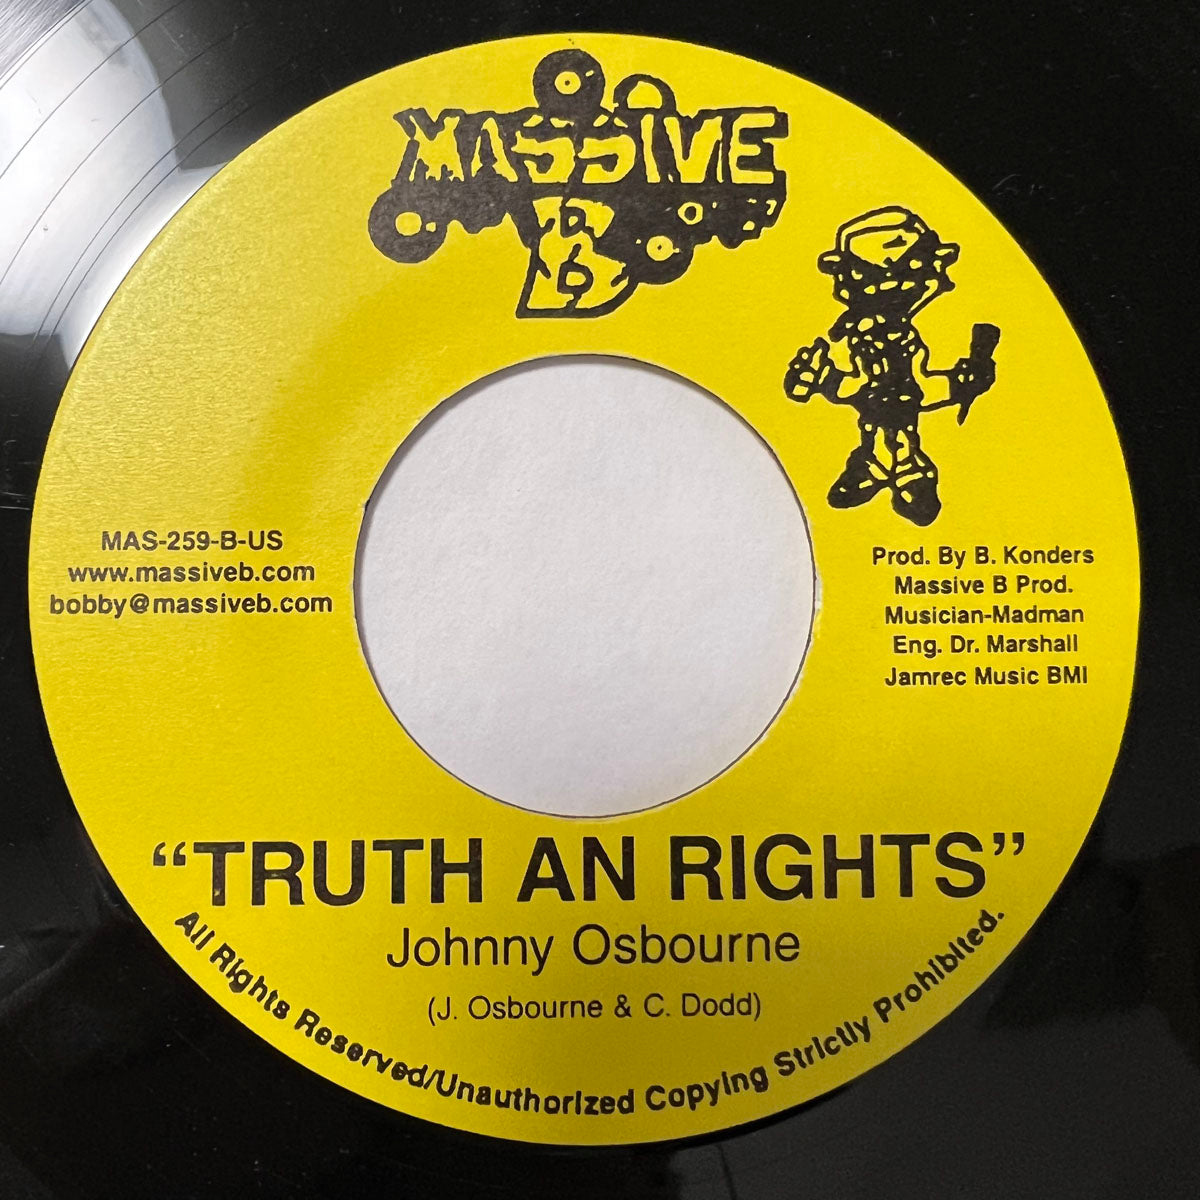 MASSIVE
B
MAS-259-B-US
www.massiveb.com
bobby@massiveb.com
Prod. By B. Konders
Massive B Prod.
Musician-Madman
Eng. Dr. Marshall
Jamrec Music BMI
“TRUTH AN RIGHTS”
Johnny Osbourne
(J. Osbourne & C. Dodd)
All Rights Reserved/Unauthorized Copying Strictly Prohibited.